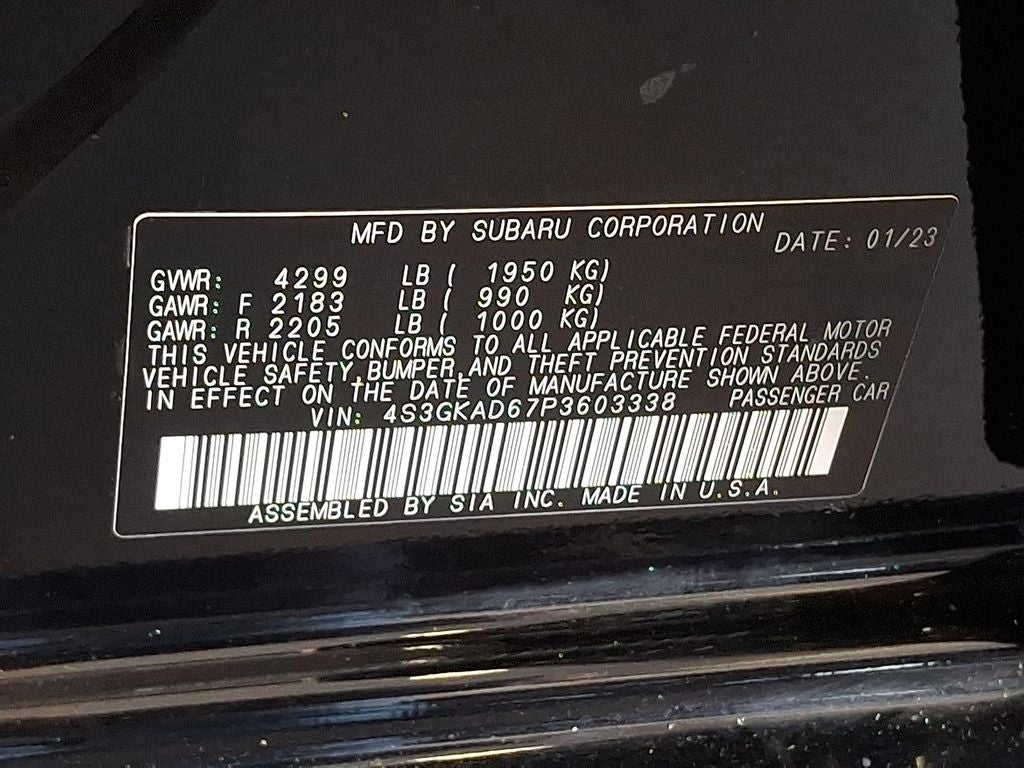 MFD BY SUBARU CORPORATION DATE: 01/23
GVWR: 4299 LB ( 1950 KG)
GAWR: F 2183 LB ( 990 KG)
GAWR: R 2205 LB ( 1000 KG)
THIS VEHICLE CONFORMS TO ALL APPLICABLE FEDERAL MOTOR
VEHICLE SAFETY,BUMPER,AND THEFT PREVENTION STANDARDS
IN EFFECT ON THE DATE OF MANUFACTURE SHOWN ABOVE.
VIN: 4S3GKAD67P3603338 PASSENGER CAR
ASSEMBLED BY SIA INC. MADE IN U.S.A.